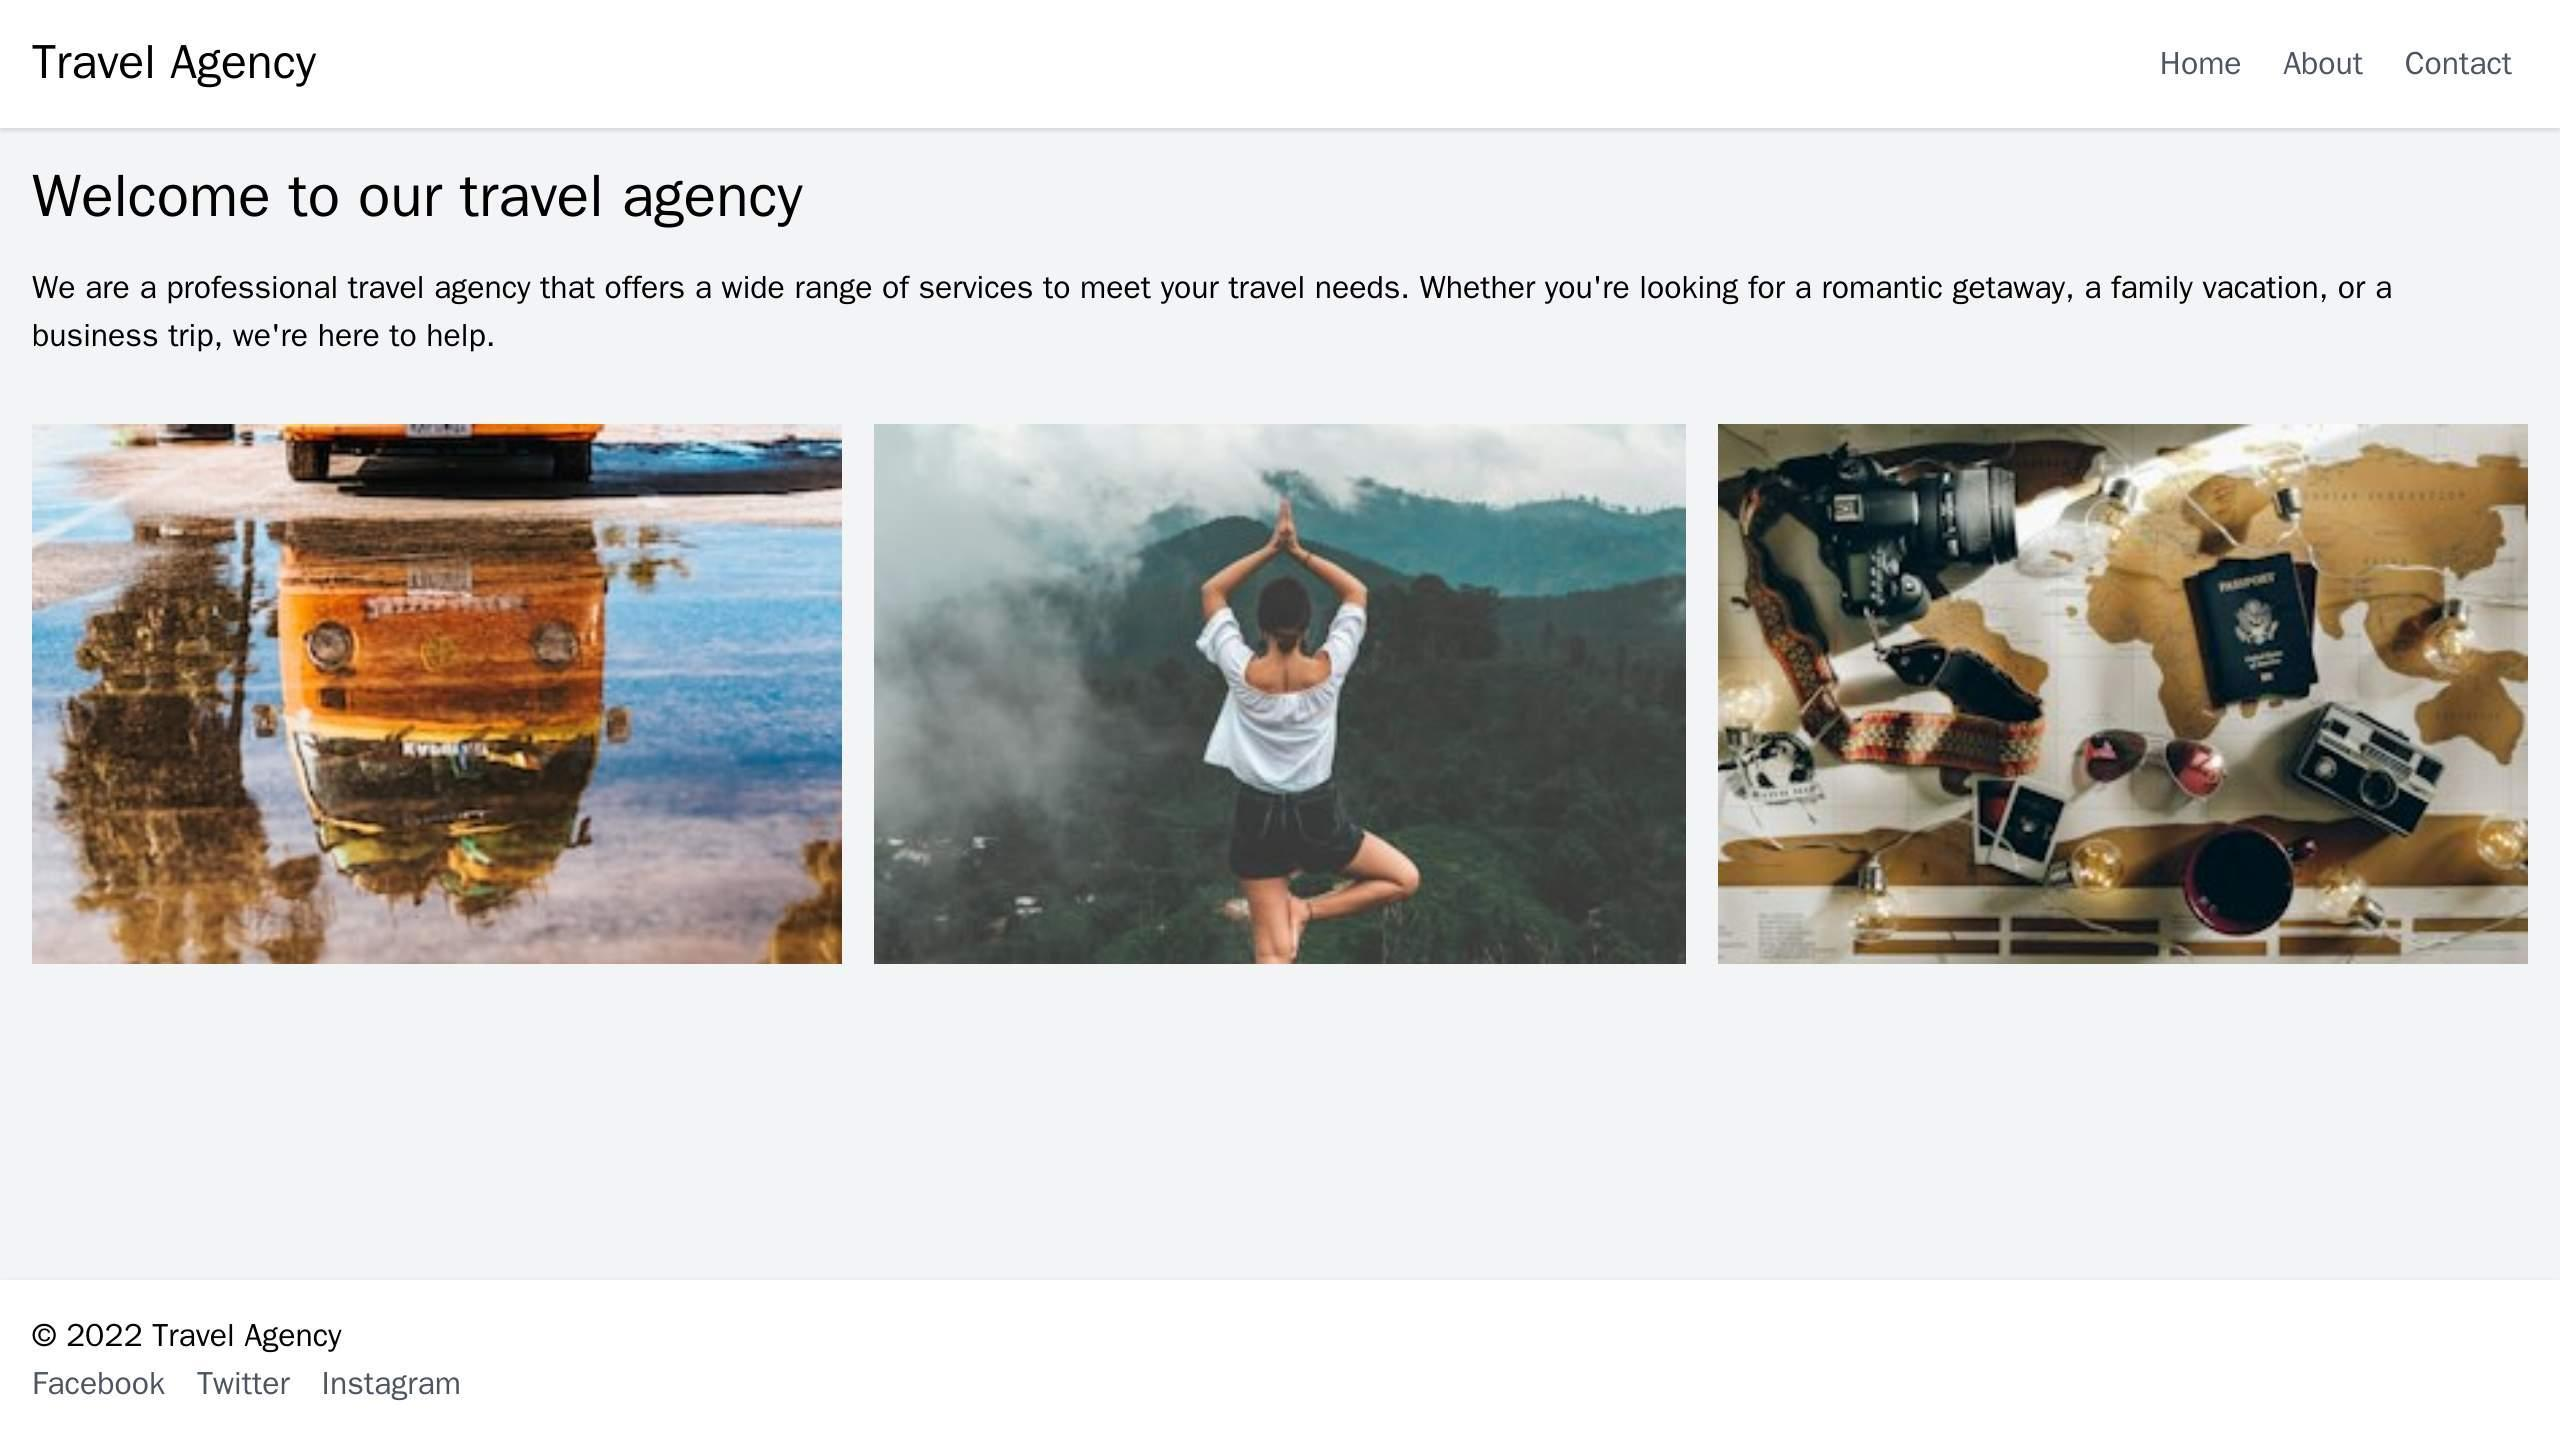 Travel Agency
Home About Contact
Welcome to our travel agency
We are a professional travel agency that offers a wide range of services to meet your travel needs. Whether you're looking for a romantic getaway, a family vacation, or a
business trip, we're here to help.
PASSPORT
© 2022 Travel Agency
Facebook Twitter Instagram